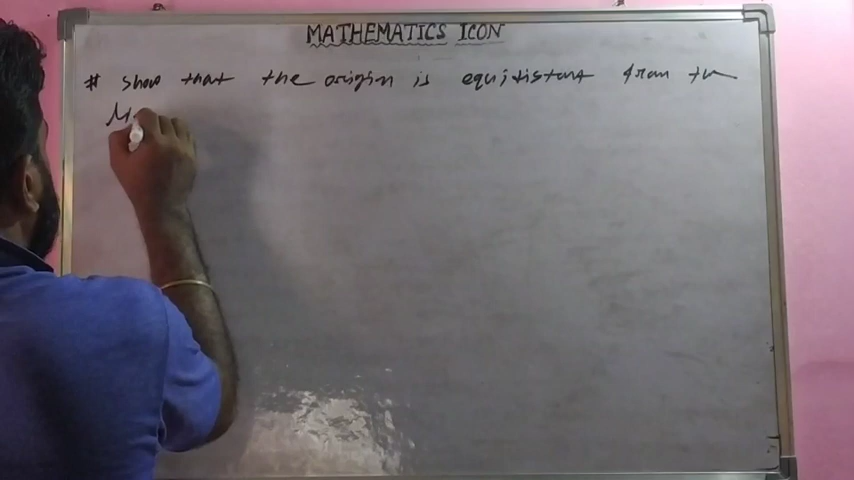 MATHEMATICS ICON
# Show that the origin is equidistant from the